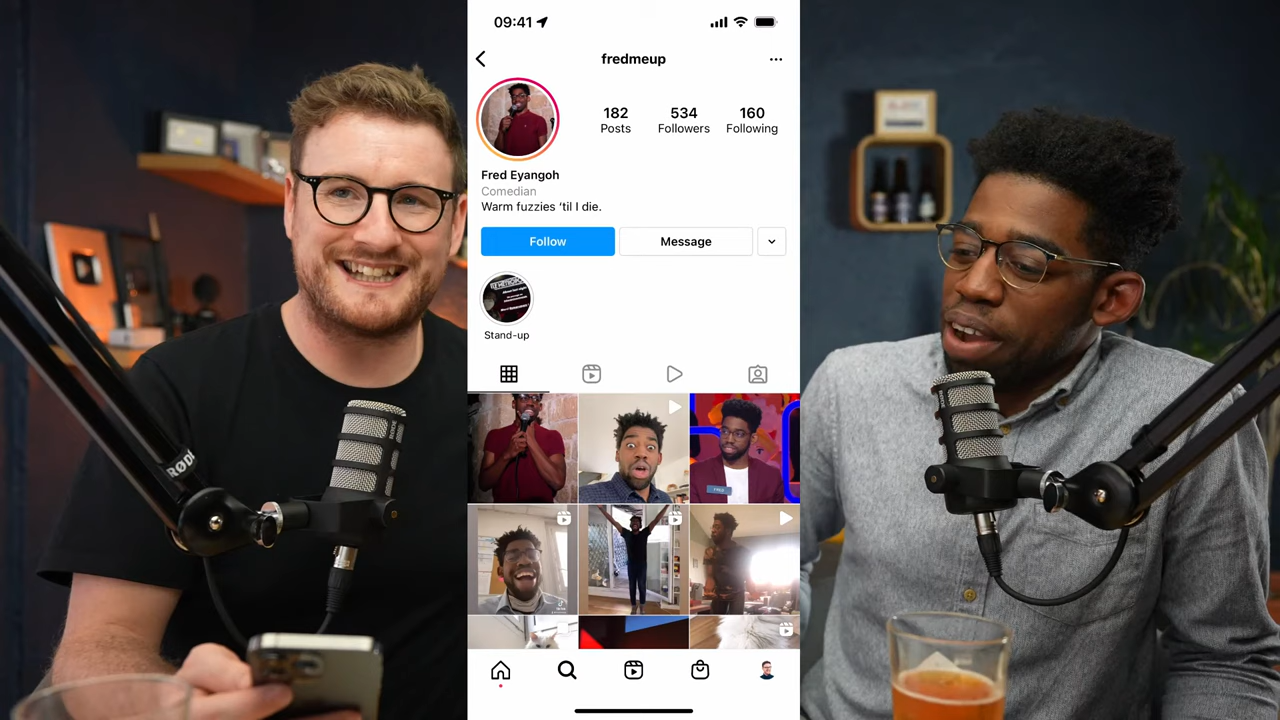 09:41
fredmeup
182
Posts
534
Followers
160
Following
Fred Eyangoh
Comedian
Warm fuzzies ‘til I die.
Follow
Message
Stand-up
RØDE